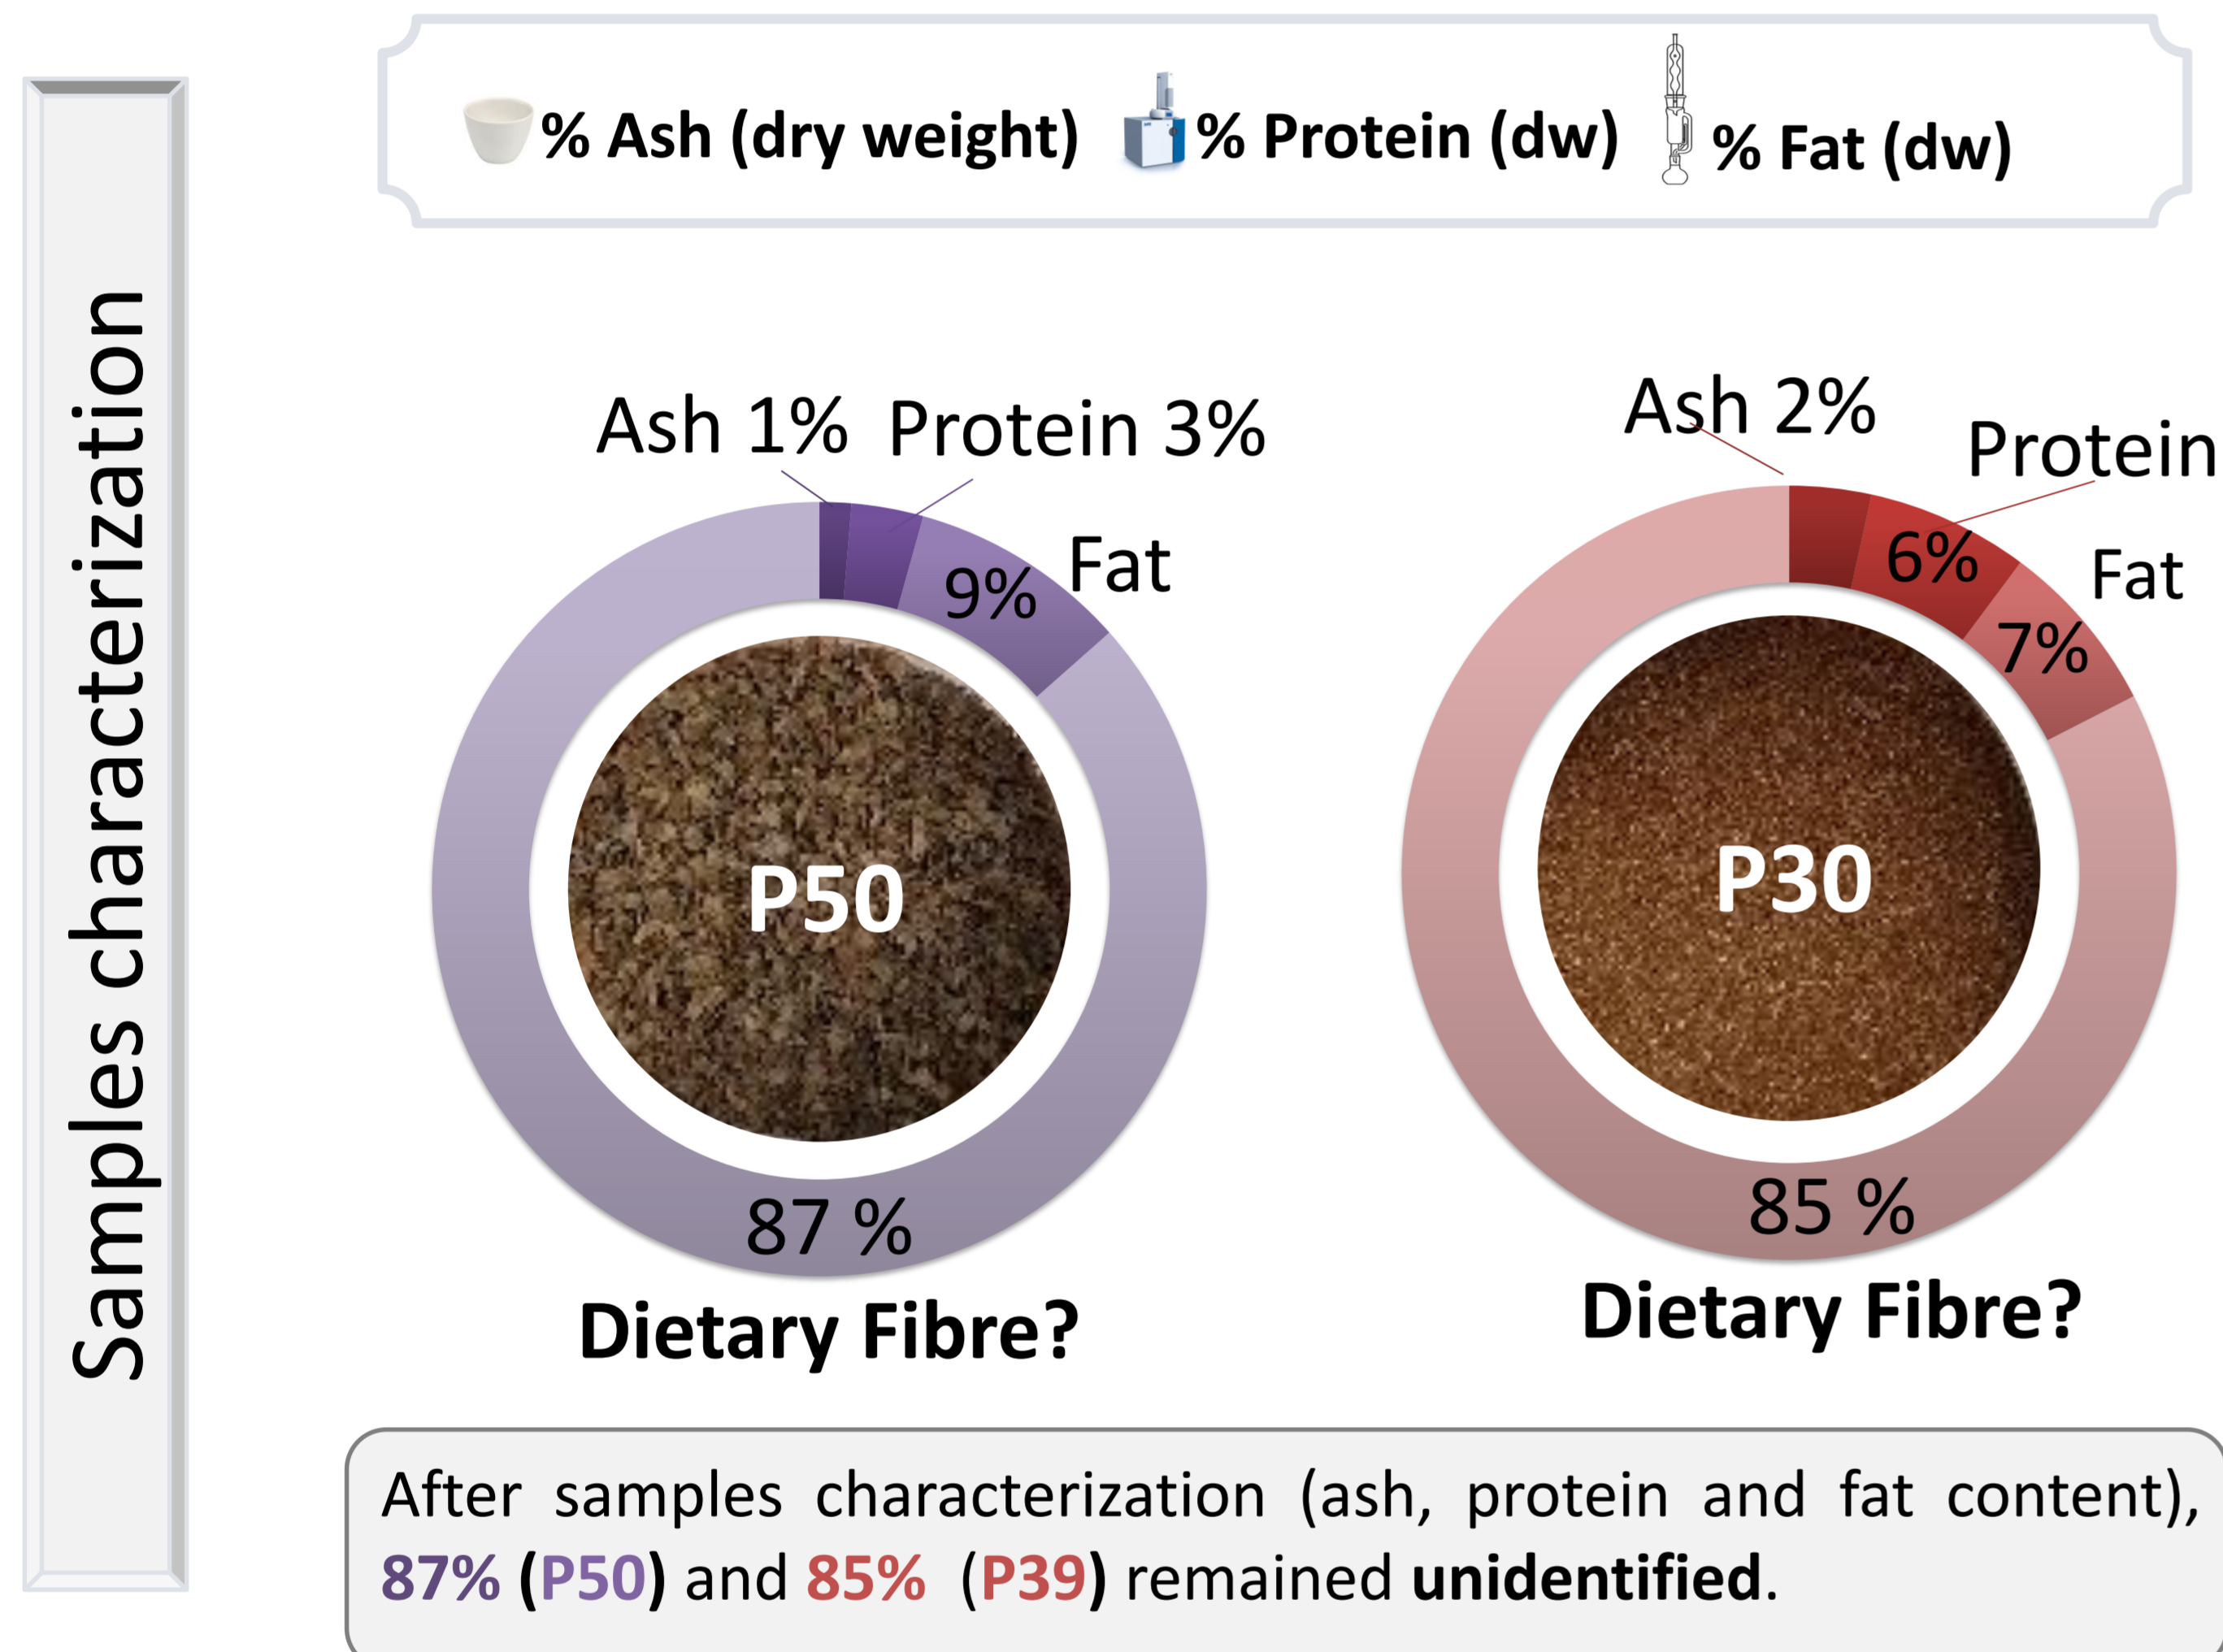 Samples characterization
% Ash (dry weight) % Protein (dw) % Fat (dw)
Ash 1% Protein 3%
Fat
9%
P50
87 %
Dietary Fibre?
Ash 2%
Protein
6%
Fat
7%
P30
85 %
Dietary Fibre?
After samples characterization (ash, protein and fat content),
87% (P50) and 85% (P39) remained unidentified.